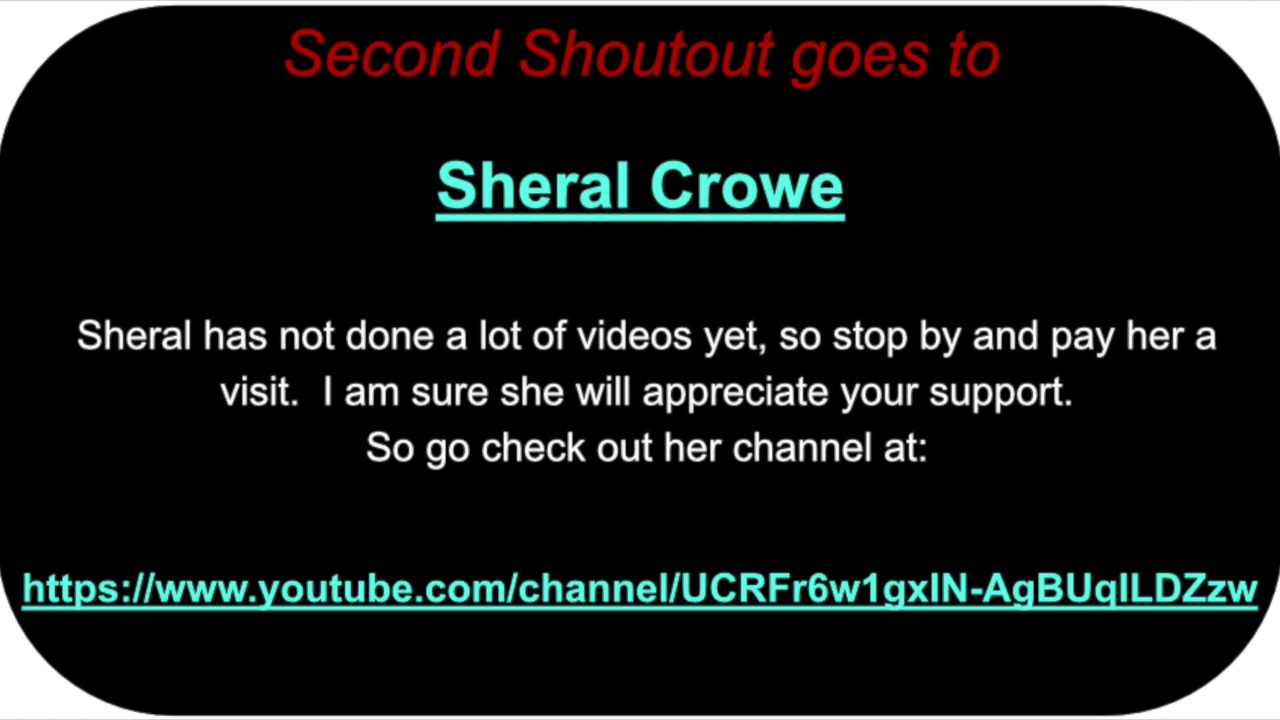 Second Shoutout goes to
Sheral Crowe
Sheral has not done a lot of videos yet, so stop by and pay her a
visit.  I am sure she will appreciate your support.
So go check out her channel at:
https://www.youtube.com/channel/UCRFr6w1gxIN-AgBUqILDZzw